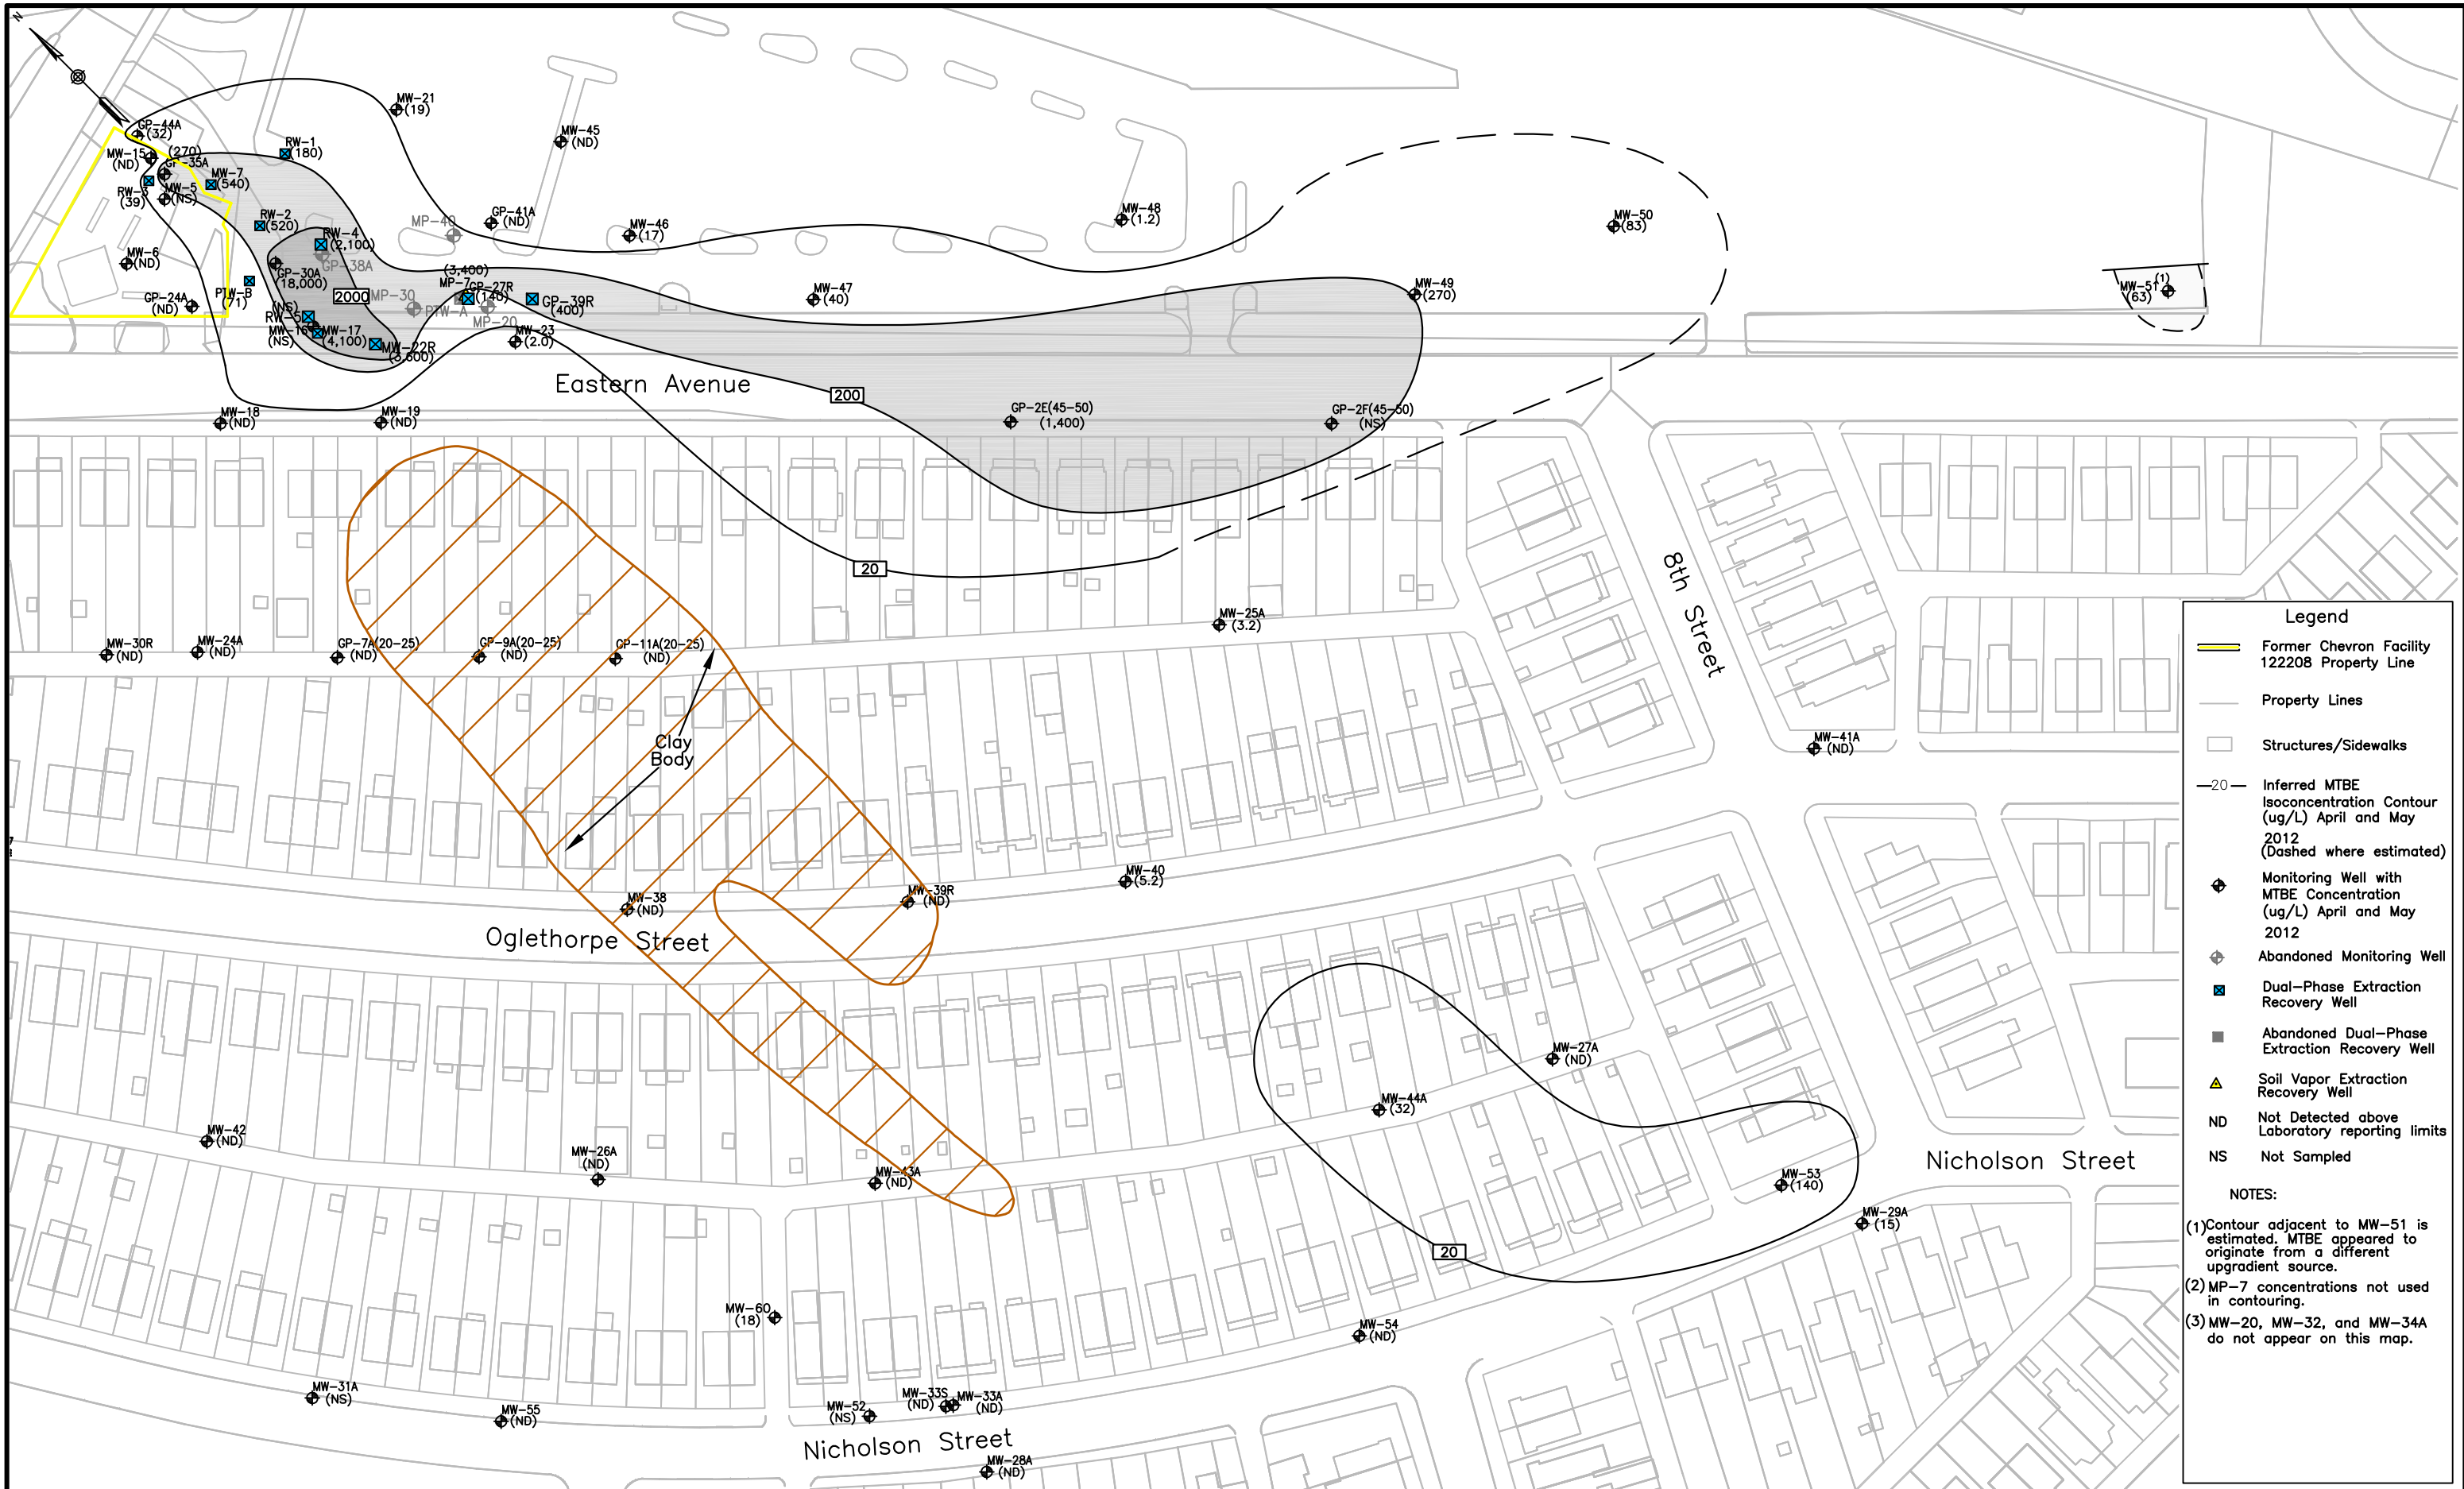 N
MW-21
(19)
MW-45
(ND)
GP-44A
(32)
MW-15
(ND)
(270)
GP-35A
RW-1
(180)
MW-7
(540)
RW-3
(39)
MW-5
(NS)
RW-2
(520)
RW-4
(2,100)
GP-38A
MP-40
GP-41A
(ND)
MW-46
(17)
MW-48
(1.2)
MW-50
(83)
MW-6
(ND)
GP-30A
(18,000)
2000
MP-30
(3,400)
MP-7
GP-27R
(140)
PTW-A
MP-20
GP-39R
(400)
MW-47
(40)
MW-49
(270)
(1)
MW-51
(63)
GP-24A
(ND)
PTW-B
(71)
(NS)
RW-5
MW-16
(NS)
MW-17
(4,100)
MW-22R
(3,600)
MW-23
(2.0)
Eastern Avenue
200
MW-18
(ND)
MW-19
(ND)
GP-2E(45-50)
(1,400)
GP-2F(45-50)
(NS)
20
8th Street
MW-25A
(3.2)
MW-30R
(ND)
MW-24A
(ND)
GP-7A(20-25)
(ND)
GP-9A(20-25)
(ND)
GP-11A(20-25)
(ND)
Clay
Body
MW-41A
(ND)
MW-38
(ND)
MW-39R
(ND)
MW-40
(5.2)
Oglethorpe Street
MW-27A
(ND)
MW-44A
(32)
MW-42
(ND)
MW-26A
(ND)
MW-43A
(ND)
MW-53
(140)
Nicholson Street
MW-29A
(15)
20
MW-60
(18)
MW-54
(ND)
MW-31A
(NS)
MW-55
(ND)
MW-52
(NS)
MW-33S
(ND)
MW-33A
(ND)
Nicholson Street
MW-28A
(ND)
Legend
Former Chevron Facility
122208 Property Line
Property Lines
Structures/Sidewalks
20
Inferred MTBE
Isoconcentration Contour
(ug/L) April and May
2012
(Dashed where estimated)
Monitoring Well with
MTBE Concentration
(ug/L) April and May
2012
Abandoned Monitoring Well
Dual-Phase Extraction
Recovery Well
Abandoned Dual-Phase
Extraction Recovery Well
Soil Vapor Extraction
Recovery Well
ND Not Detected above
Laboratory reporting limits
NS Not Sampled
NOTES:
(1) Contour adjacent to MW-51 is
estimated. MTBE appeared to
originate from a different
upgradient source.
(2) MP-7 concentrations not used
in contouring.
(3) MW-20, MW-32, and MW-34A
do not appear on this map.